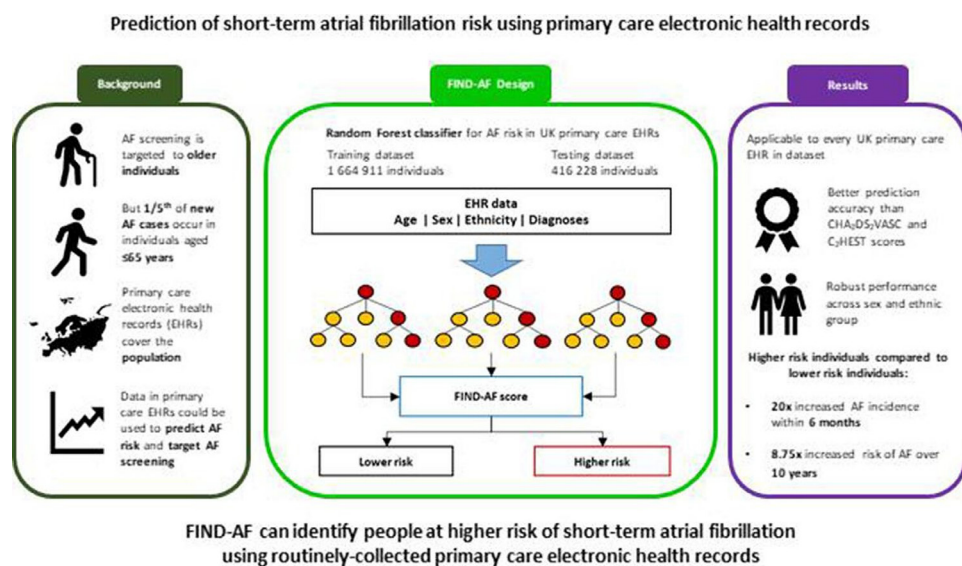 Prediction of short-term atrial fibrillation risk using primary care electronic health records
Background
AF screening is
targeted to older
individuals
But 1/5th of new
AF cases occur in
individuals aged
≤65 years
Primary care
electronic health
records (EHRs)
cover the
population
Data in primary
care EHRs could be
used to predict AF
risk and target AF
screening
FIND-AF Design
Random Forest classifier for AF risk in UK primary care EHRs
Training dataset
1 664 911 individuals
Testing dataset
416 228 individuals
EHR data
Age | Sex | Ethnicity | Diagnoses
FIND-AF score
Lower risk
Higher risk
Results
Applicable to every UK primary care
EHR in dataset
Better prediction
accuracy than
CHA₂DS₂VASC and
C₂HEST scores
Robust performance
across sex and ethnic
group
Higher risk individuals compared to
lower risk individuals:
• 20x increased AF incidence
within 6 months
• 8.75x increased risk of AF over
10 years
FIND-AF can identify people at higher risk of short-term atrial fibrillation
using routinely-collected primary care electronic health records